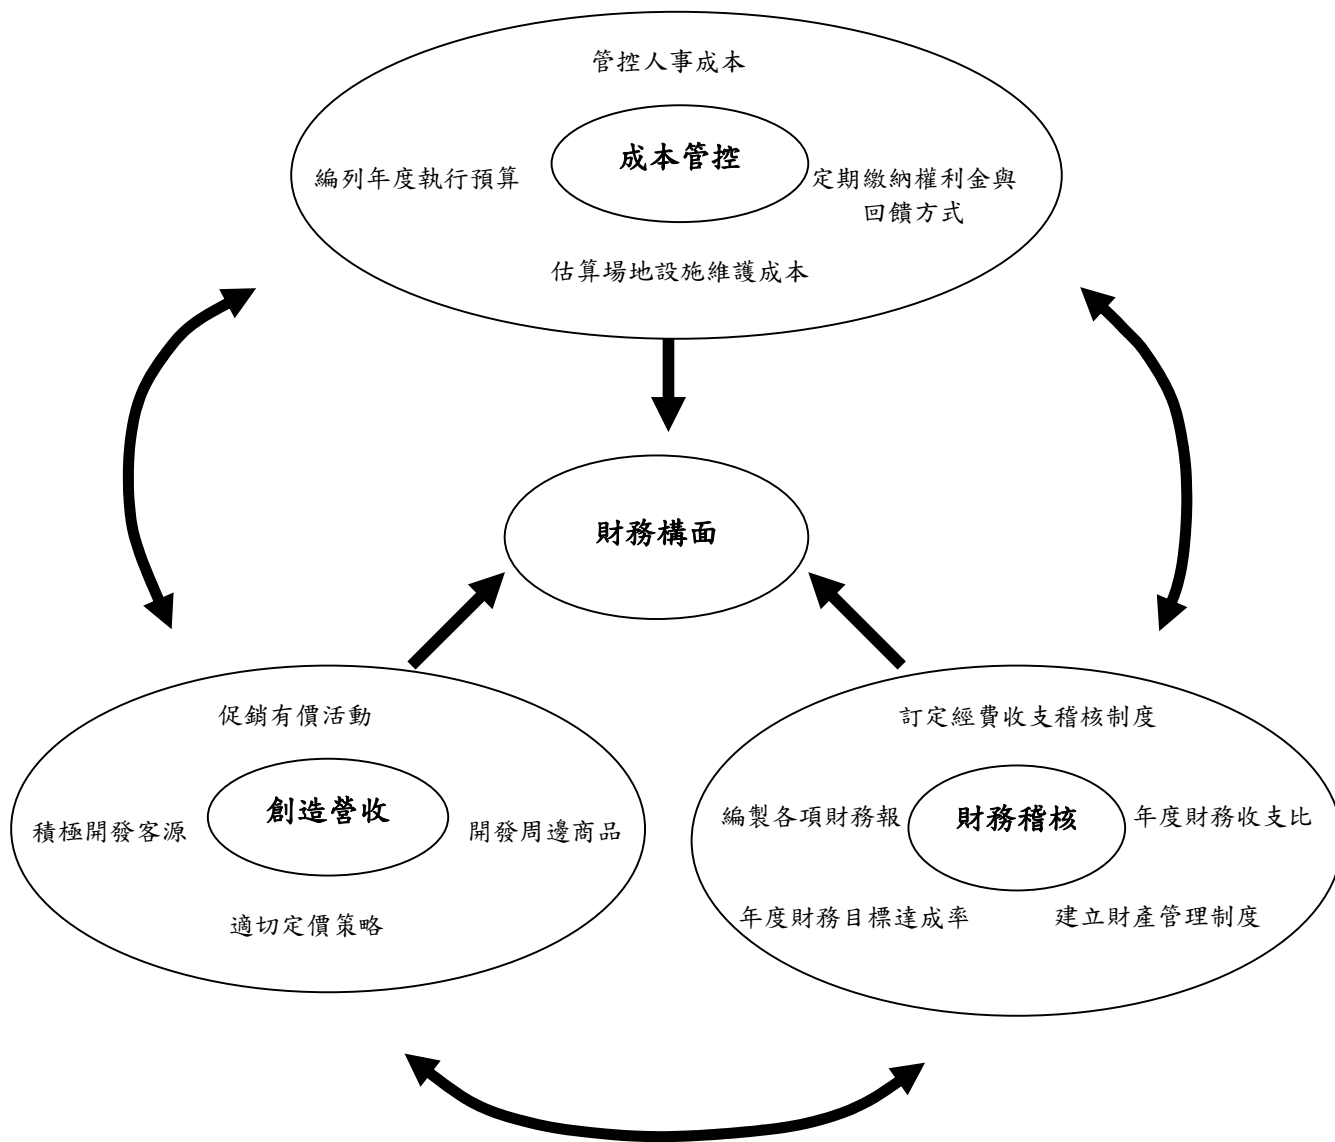 管控人事成本
成本管控
編列年度執行預算
定期繳納權利金與
回饋方式
估算場地設施維護成本
財務構面
促銷有價活動
創造營收
積極開發客源
開發周邊商品
適切定價策略
訂定經費收支稽核制度
編製各項財務報
財務稽核
年度財務收支比
年度財務目標達成率
建立財產管理制度